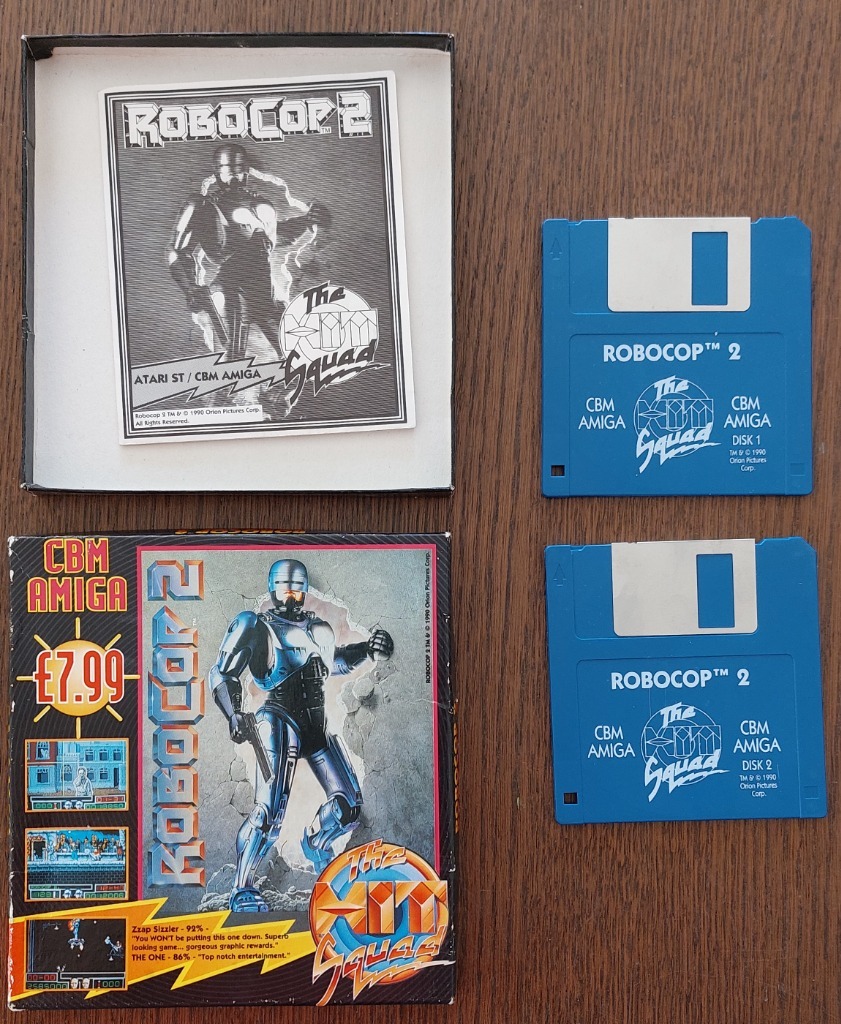 ROBOCOP 2
TM
The
HIT
Squad
ATARI ST / CBM AMIGA
Robocop 2 TM & © 1990 Orion Pictures Corp.
All Rights Reserved.
ROBOCOP™ 2
CBM
AMIGA
The
HIT
Squad
CBM
AMIGA
DISK 1
TM & © 1990
Orion Pictures
Corp.
ROBOCOP™ 2
CBM
AMIGA
The
HIT
Squad
CBM
AMIGA
DISK 2
TM & © 1990
Orion Pictures
Corp.
CBM
AMIGA
£7.99
ROBOCOP 2
ROBOCOP 2 TM & © 1990 Orion Pictures Corp.
Zzap Sizzler - 92% -
"You WON'T be putting this one down. Superb
looking game... gorgeous graphic rewards."
THE ONE - 86% - "Top notch entertainment."
The
HIT
Squad